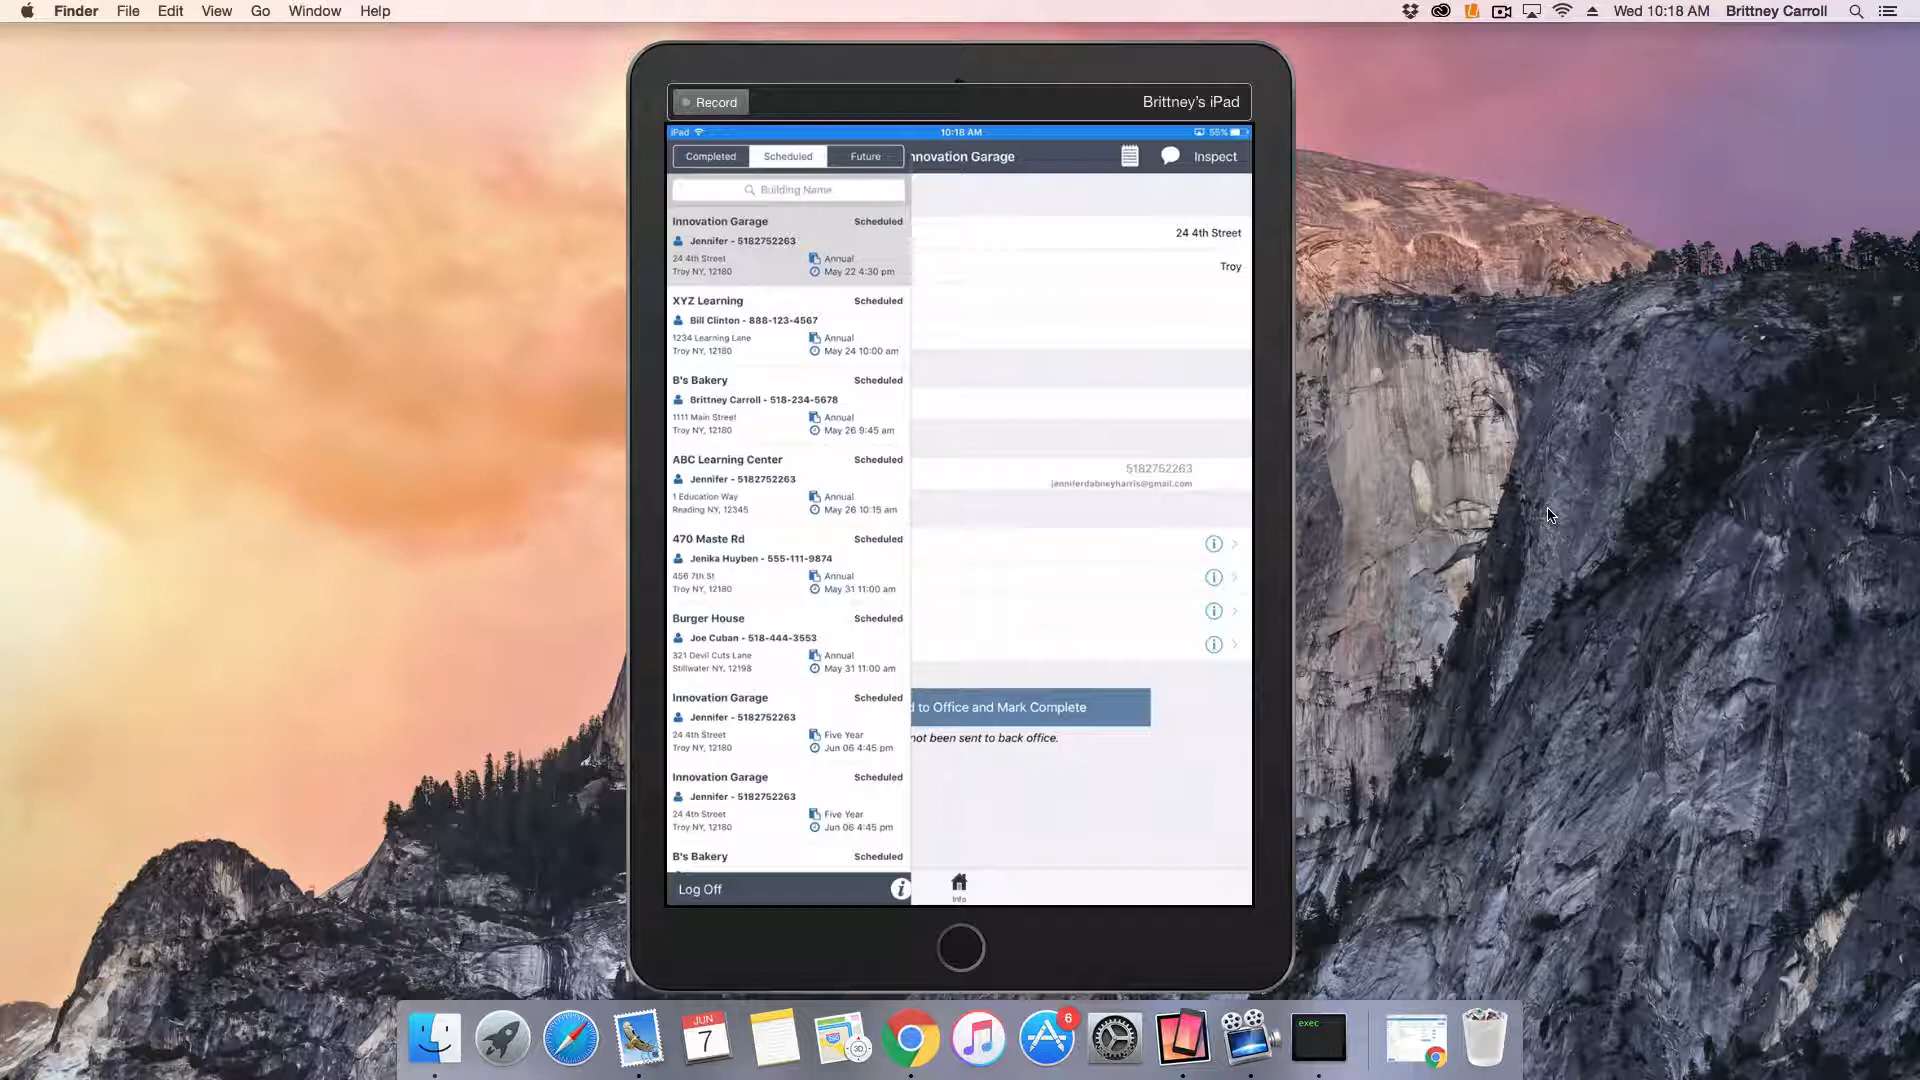 Finder File Edit View Go Window Help
Wed 10:18 AM Brittney Carroll
Record
Brittney's iPad
iPad
10:18 AM
55%
Completed Scheduled Future
nnovation Garage
Inspect
Building Name
Innovation Garage Scheduled
Jennifer - 5182752263
24 4th Street Annual
Troy NY, 12180 May 22 4:30 pm
XYZ Learning Scheduled
Bill Clinton - 888-123-4567
1234 Learning Lane Annual
Troy NY, 12180 May 24 10:00 am
B's Bakery Scheduled
Brittney Carroll - 518-234-5678
1111 Main Street Annual
Troy NY, 12180 May 26 9:45 am
ABC Learning Center Scheduled
Jennifer - 5182752263
1 Education Way Annual
Reading NY, 12345 May 26 10:15 am
470 Maste Rd Scheduled
Jenika Huyben - 555-111-9874
456 7th St Annual
Troy NY, 12180 May 31 11:00 am
Burger House Scheduled
Joe Cuban - 518-444-3553
321 Devil Cuts Lane Annual
Stillwater NY, 12198 May 31 11:00 am
Innovation Garage Scheduled
Jennifer - 5182752263
24 4th Street Five Year
Troy NY, 12180 Jun 06 4:45 pm
Innovation Garage Scheduled
Jennifer - 5182752263
24 4th Street Five Year
Troy NY, 12180 Jun 06 4:45 pm
B's Bakery Scheduled
Log Off
24 4th Street
Troy
5182752263
jenniferdabneyharris@gmail.com
d to Office and Mark Complete
not been sent to back office.
Info
JUN
7
3D
6
exec